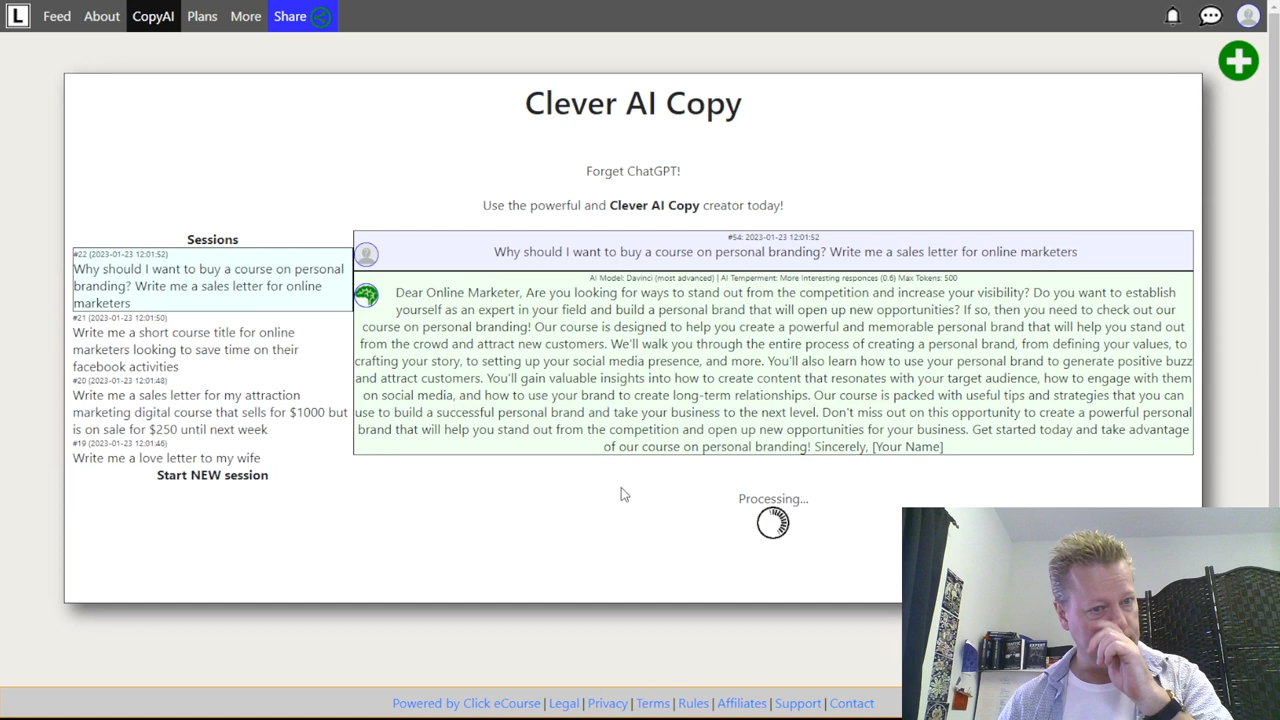 L Feed About CopyAI Plans More Share
Clever AI Copy
Forget ChatGPT!
Use the powerful and Clever AI Copy creator today!
Sessions
#22 (2023-01-23 12:01:52)
Why should I want to buy a course on personal
branding? Write me a sales letter for online
marketers
#21 (2023-01-23 12:01:50)
Write me a short course title for online
marketers looking to save time on their
facebook activities
#20 (2023-01-23 12:01:48)
Write me a sales letter for my attraction
marketing digital course that sells for $1000 but
is on sale for $250 until next week
#19 (2023-01-23 12:01:46)
Write me a love letter to my wife
Start NEW session
#54: 2023-01-23 12:01:52
Why should I want to buy a course on personal branding? Write me a sales letter for online marketers
AI Model: Davinci (most advanced) | AI Temperment: More Interesting responces (0.6) Max Tokens: 500
Dear Online Marketer, Are you looking for ways to stand out from the competition and increase your visibility? Do you want to establish
yourself as an expert in your field and build a personal brand that will open up new opportunities? If so, then you need to check out our
course on personal branding! Our course is designed to help you create a powerful and memorable personal brand that will help you stand out
from the crowd and attract new customers. We'll walk you through the entire process of creating a personal brand, from defining your values, to
crafting your story, to setting up your social media presence, and more. You'll also learn how to use your personal brand to generate positive buzz
and attract customers. You'll gain valuable insights into how to create content that resonates with your target audience, how to engage with them
on social media, and how to use your brand to create long-term relationships. Our course is packed with useful tips and strategies that you can
use to build a successful personal brand and take your business to the next level. Don't miss out on this opportunity to create a powerful personal
brand that will help you stand out from the competition and open up new opportunities for your business. Get started today and take advantage
of our course on personal branding! Sincerely, [Your Name]
Processing...
Powered by Click eCourse | Legal | Privacy | Terms | Rules | Affiliates | Support | Contact